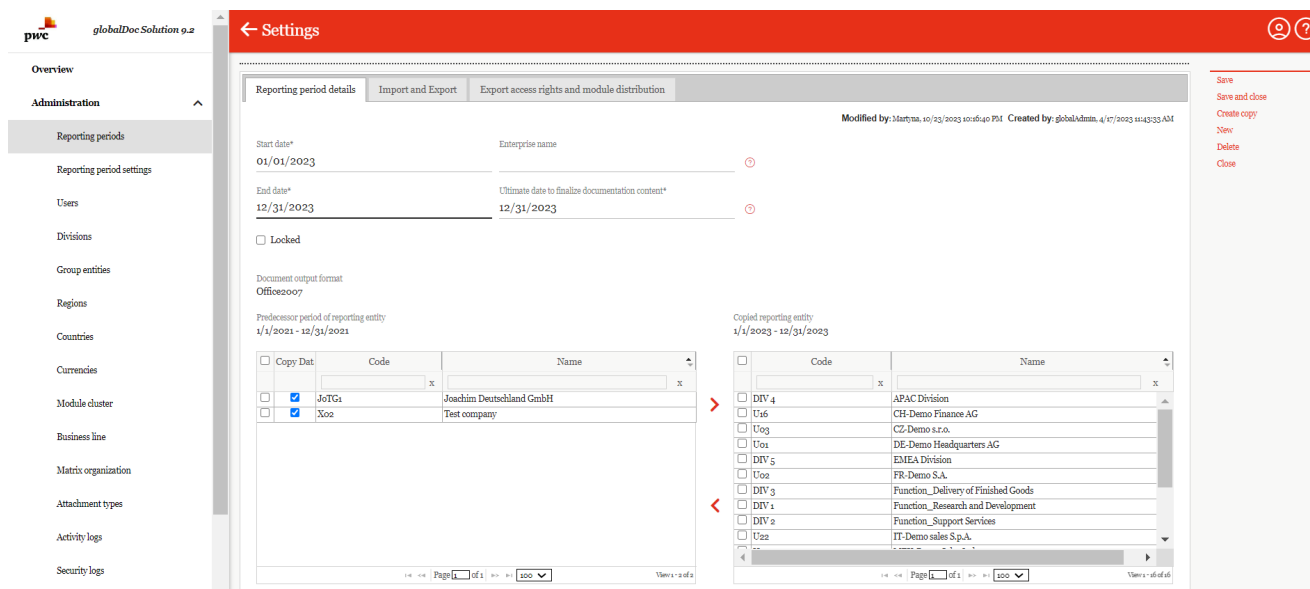 pwc
globalDoc Solution 9.2
Settings
Overview
Administration
Reporting periods
Reporting period settings
Users
Divisions
Group entities
Regions
Countries
Currencies
Module cluster
Business line
Matrix organization
Attachment types
Activity logs
Security logs
Reporting period details
Import and Export
Export access rights and module distribution
Modified by: Martyna, 10/23/2023 10:16:40 PM Created by: globalAdmin, 4/17/2023 11:43:33 AM
Start date*
01/01/2023
Enterprise name
End date*
12/31/2023
Ultimate date to finalize documentation content*
12/31/2023
Locked
Document output format
Office2007
Predecessor period of reporting entity
1/1/2021 - 12/31/2021
Copy Dat Code Name
x x
JoTG1 Joachim Deutschland GmbH
X02 Test company
Page 1 of 1 100 View 1 - 2 of 2
Copied reporting entity
1/1/2023 - 12/31/2023
Code Name
x x
DIV 4 APAC Division
U16 CH-Demo Finance AG
U03 CZ-Demo s.r.o.
U01 DE-Demo Headquarters AG
DIV 5 EMEA Division
U02 FR-Demo S.A.
DIV 3 Function_Delivery of Finished Goods
DIV 1 Function_Research and Development
DIV 2 Function_Support Services
U22 IT-Demo sales S.p.A.
Page 1 of 1 100 View 1 - 16 of 16
Save
Save and close
Create copy
New
Delete
Close